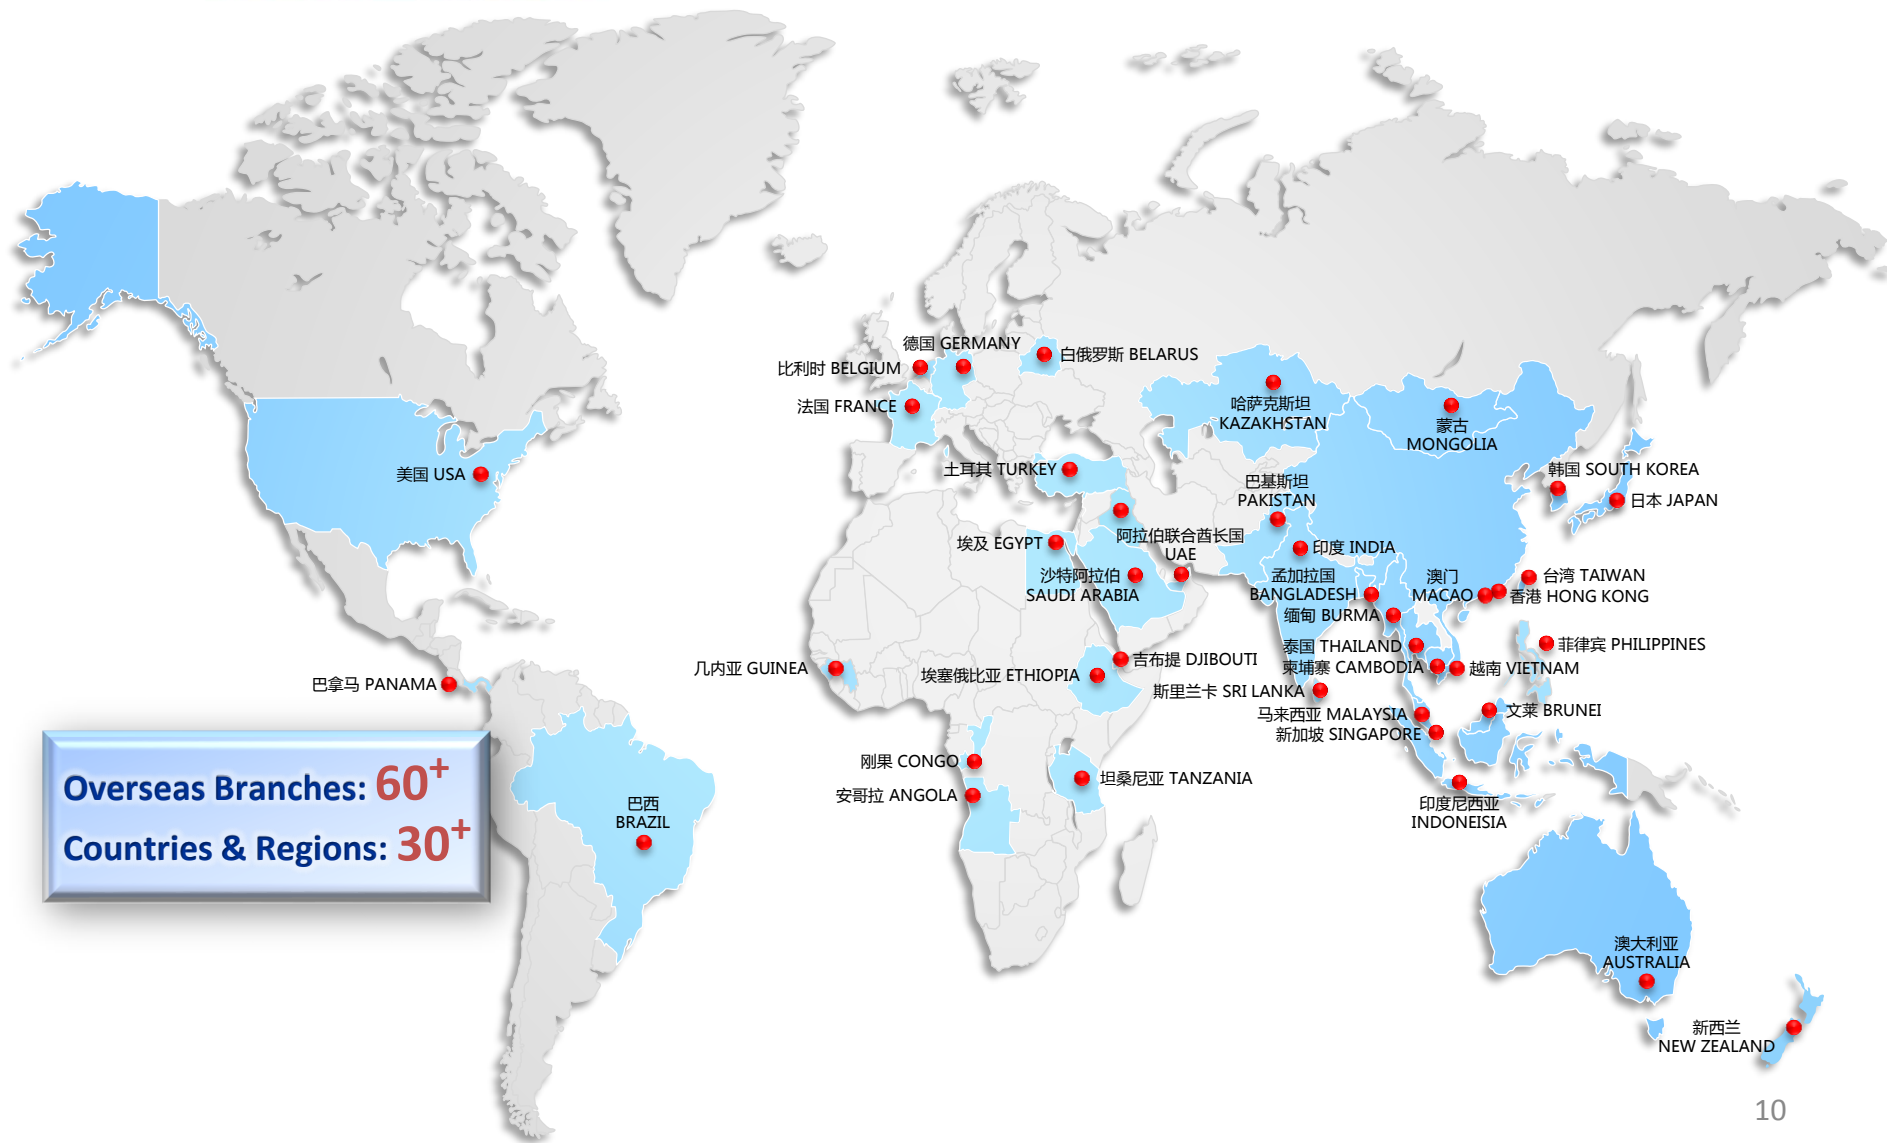 德国 GERMANY
白俄罗斯 BELARUS
比利时 BELGIUM
法国 FRANCE
哈萨克斯坦
KAZAKHSTAN
蒙古
MONGOLIA
美国 USA
土耳其 TURKEY
巴基斯坦
PAKISTAN
韩国 SOUTH KOREA
日本 JAPAN
埃及 EGYPT
阿拉伯联合酋长国
UAE
印度 INDIA
沙特阿拉伯
SAUDI ARABIA
孟加拉国
BANGLADESH
澳门
MACAO
台湾 TAIWAN
香港 HONG KONG
缅甸 BURMA
泰国 THAILAND
菲律宾 PHILIPPINES
几内亚 GUINEA
埃塞俄比亚 ETHIOPIA
吉布提 DJIBOUTI
柬埔寨 CAMBODIA
越南 VIETNAM
巴拿马 PANAMA
斯里兰卡 SRI LANKA
马来西亚 MALAYSIA
文莱 BRUNEI
新加坡 SINGAPORE
刚果 CONGO
坦桑尼亚 TANZANIA
安哥拉 ANGOLA
印度尼西亚
INDONEISIA
Overseas Branches: 60+
Countries & Regions: 30+
巴西
BRAZIL
澳大利亚
AUSTRALIA
新西兰
NEW ZEALAND
10